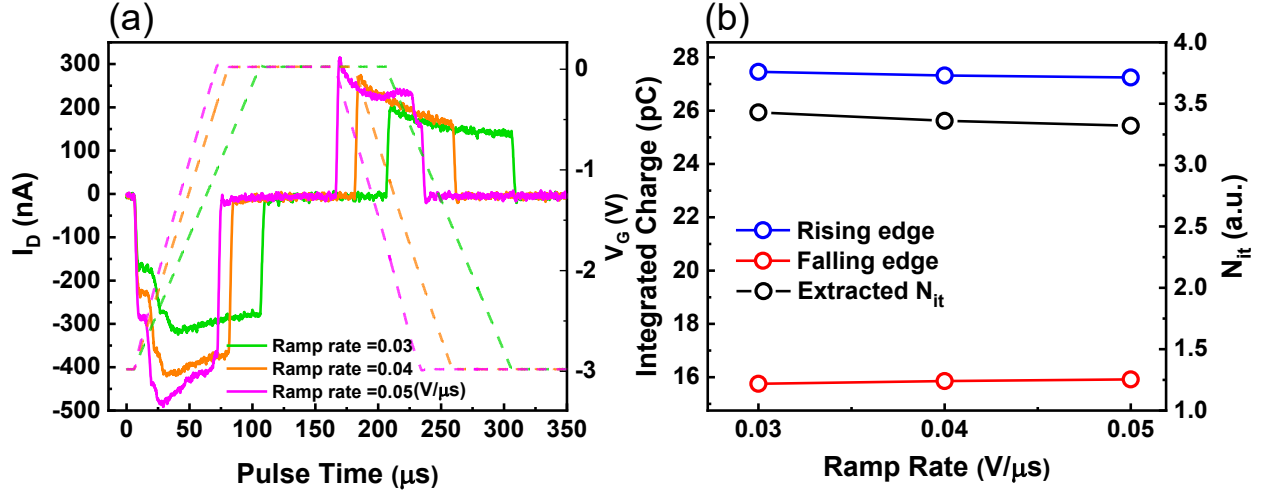 (a)
300
200
100
0
-100
-200
-300
-400
-500
I_D (nA)
0
-1
-2
-3
V_G (V)
Ramp rate =0.03
Ramp rate =0.04
Ramp rate =0.05 (V/μs)
0 50 100 150 200 250 300 350
Pulse Time (μs)
(b)
28
26
24
22
20
18
16
Integrated Charge (pC)
4.0
3.5
3.0
2.5
2.0
1.5
1.0
N_it (a.u.)
Rising edge
Falling edge
Extracted N_it
0.03 0.04 0.05
Ramp Rate (V/μs)